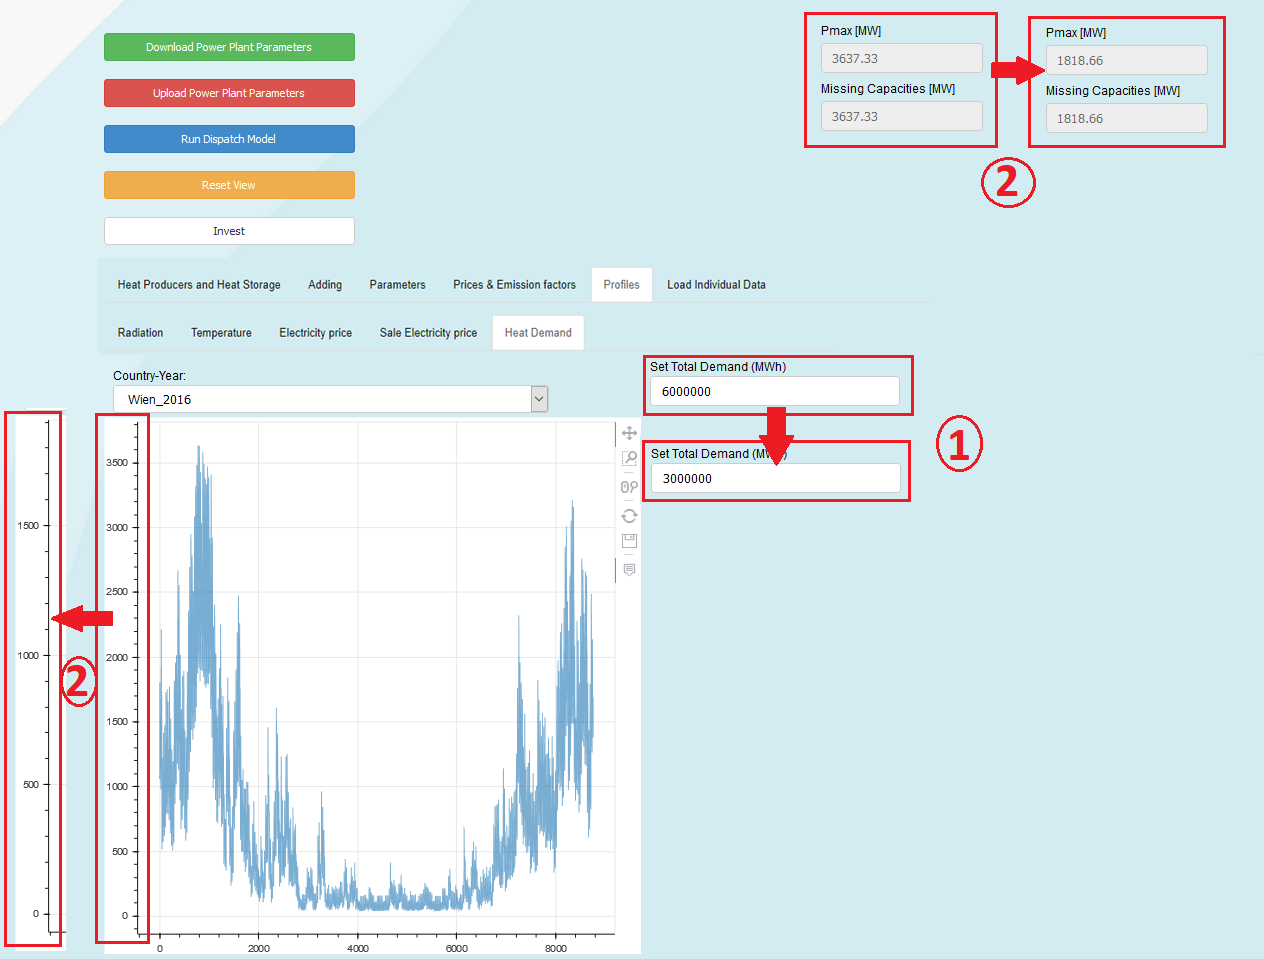 Download Power Plant Parameters
Upload Power Plant Parameters
Run Dispatch Model
Reset View
Invest
Pmax [MW]
3637.33
Missing Capacities [MW]
3637.33
Pmax [MW]
1818.66
Missing Capacities [MW]
1818.66
2
Heat Producers and Heat Storage Adding Parameters Prices & Emission factors Profiles Load Individual Data
Radiation Temperature Electricity price Sale Electricity price Heat Demand
Country-Year:
Wien_2016
Set Total Demand (MWh)
6000000
Set Total Demand (MW )
3000000
1
1500
1000
500
0
2
3500
3000
2500
2000
1500
1000
500
0
0 2000 4000 6000 8000